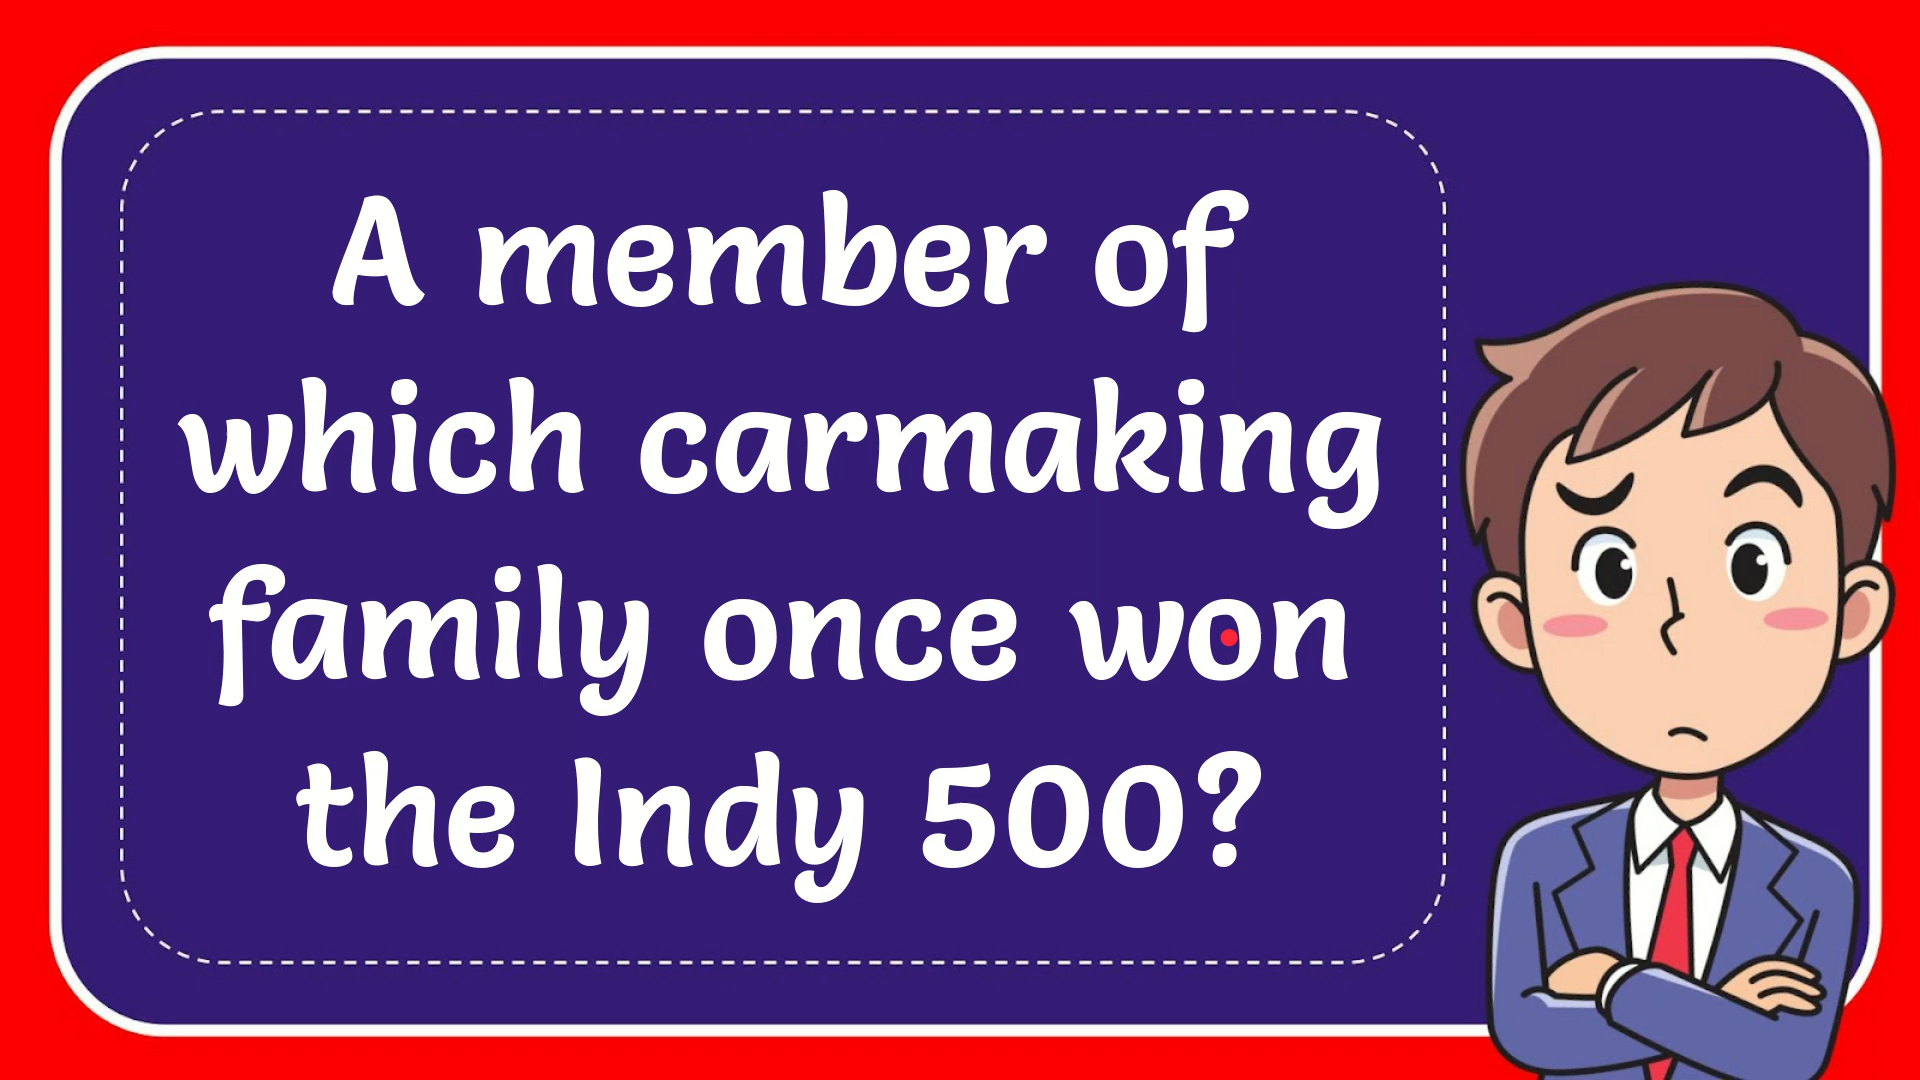 A member of
which carmaking
family once won
the Indy 500?